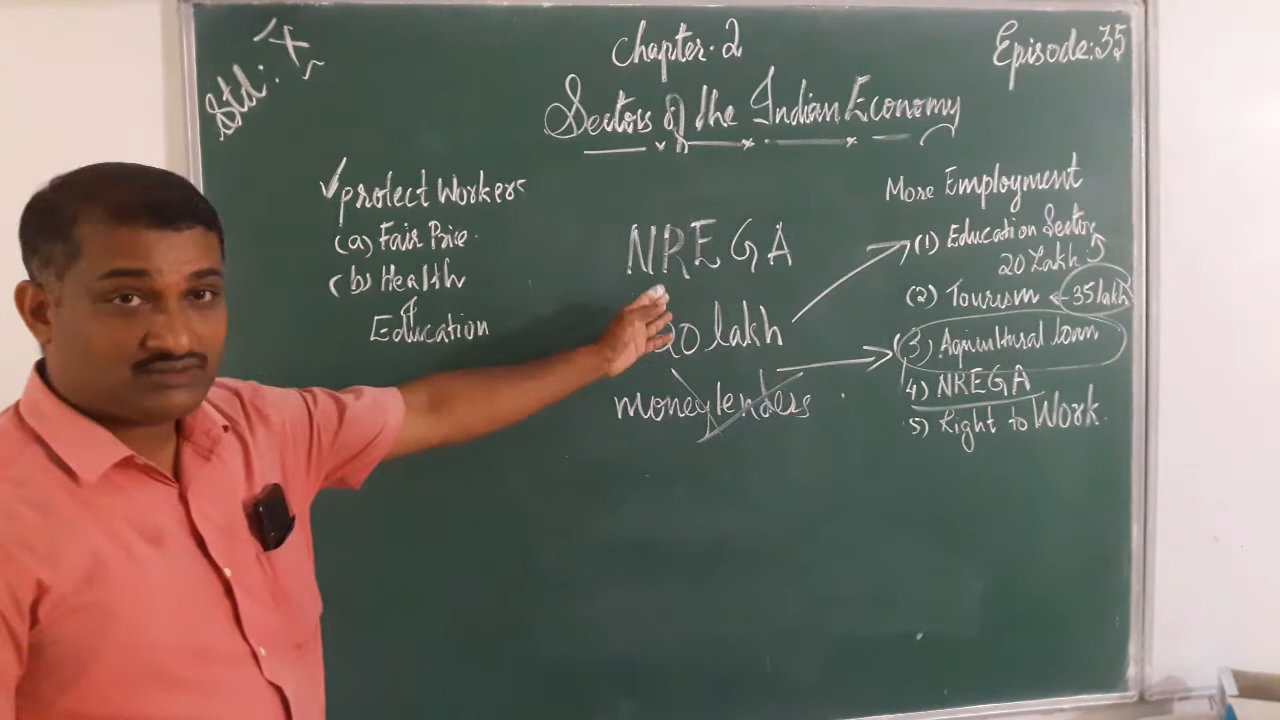 Std: X
Chapter. 2
Episode: 35
Sectors of the Indian Economy
protect Workers
(a) Fair Price.
(b) Health
Education
NREGA
20 lakh
moneylenders
More Employment
(1) Education Sector
20 Lakh
(2) Tourism - 35 lakh
(3) Agricultural loan
4) NREGA
5) Right to Work.